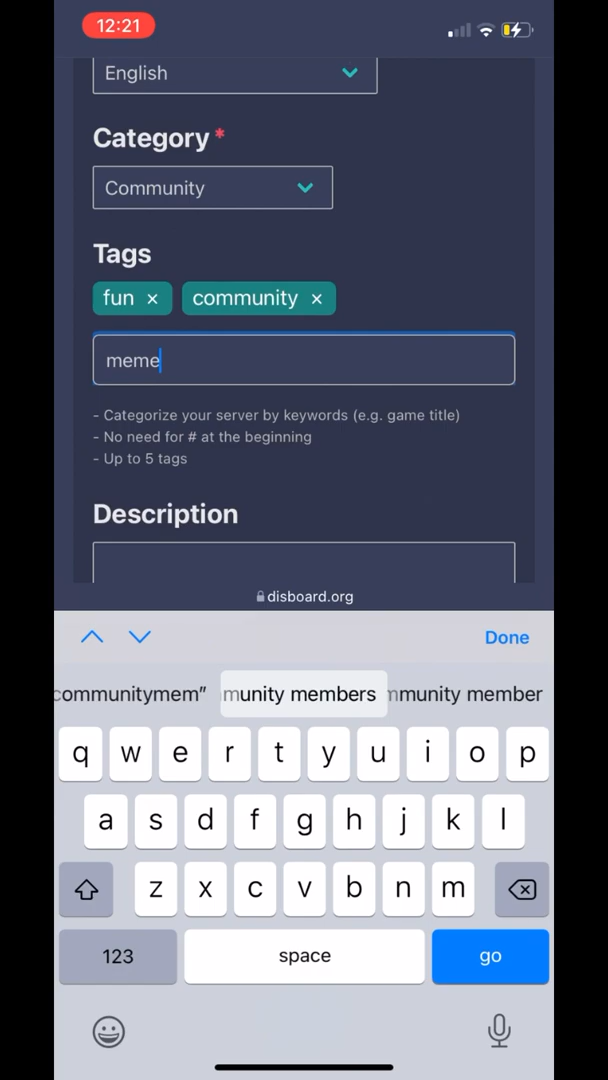 12:21
English
Category *
Community
Tags
fun ×
community ×
meme
- Categorize your server by keywords (e.g. game title)
- No need for # at the beginning
- Up to 5 tags
Description
disboard.org
Done
communitymem” munity members mmunity member
q w e r t y u i o p
a s d f g h j k l
z x c v b n m
123 space go